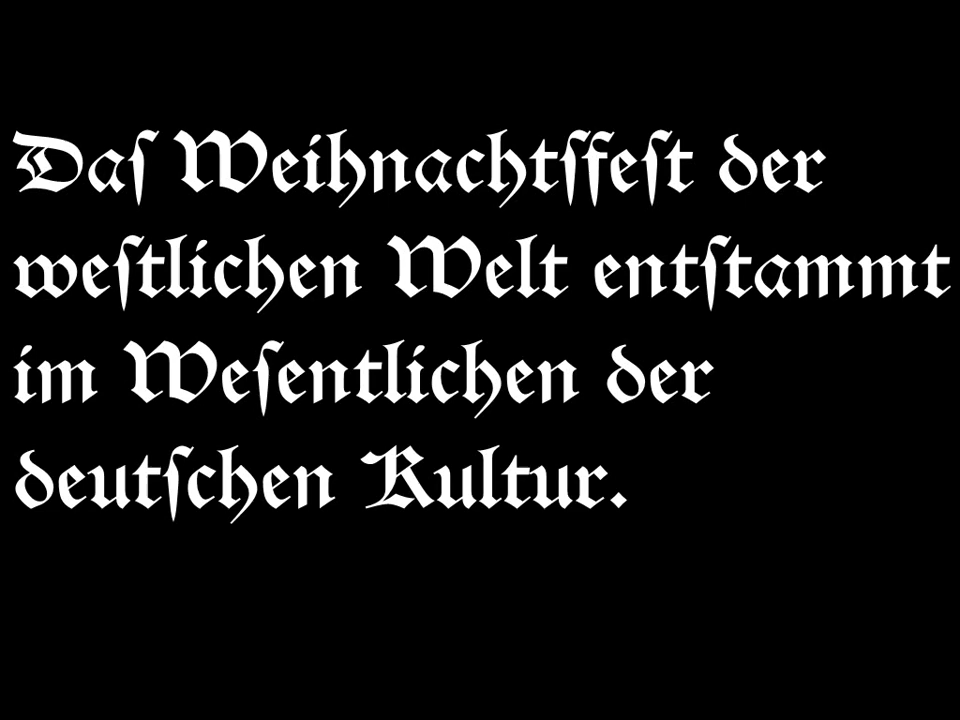 Daſ Weihnachtſfeſt der
weſtlichen Welt entſtammt
im Weſentlichen der
deutſchen Kultur.